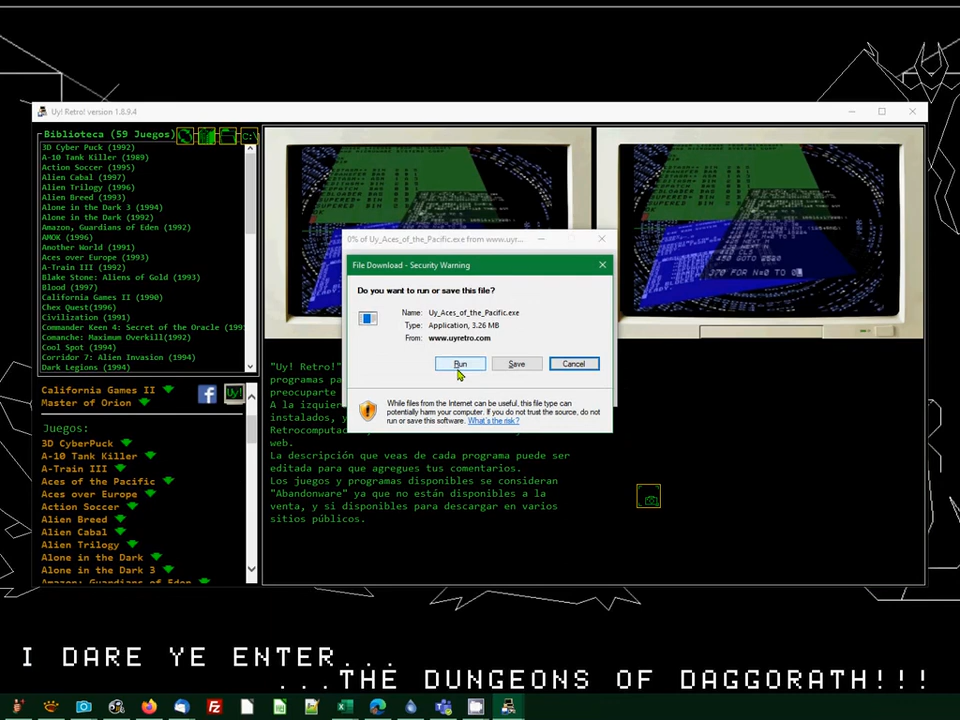 Uy! Retro! version 1.8.9.4
Biblioteca (59 Juegos)
3D Cyber Puck (1992)
A-10 Tank Killer (1989)
Action Soccer (1995)
Alien Cabal (1997)
Alien Trilogy (1996)
Alien Breed (1993)
Alone in the Dark 3 (1994)
Alone in the Dark (1992)
Amazon, Guardians of Eden (1992)
AMOK (1996)
Another World (1991)
Aces over Europe (1993)
A-Train III (1992)
Blake Stone: Aliens of Gold (1993)
Blood (1997)
California Games II (1990)
Chex Quest(1996)
Civilization (1991)
Commander Keen 4: Secret of the Oracle (199
Comanche: Maximum Overkill(1992)
Cool Spot (1994)
Corridor 7: Alien Invasion (1994)
Dark Legions (1994)
California Games II
Master of Orion
Uy!
Juegos:
3D CyberPuck
A-10 Tank Killer
A-Train III
Aces of the Pacific
Aces over Europe
Action Soccer
Alien Breed
Alien Cabal
Alien Trilogy
Alone in the Dark
Alone in the Dark 3
Amazon: Guardians of Eden
370 FOR N=0 TO
0% of Uy_Aces_of_the_Pacific.exe from www.uyr...
File Download - Security Warning
Do you want to run or save this file?
Name: Uy_Aces_of_the_Pacific.exe
Type: Application, 3.26 MB
From: www.uyretro.com
Run Save Cancel
While files from the Internet can be useful, this file type can
potentially harm your computer. If you do not trust the source, do not
run or save this software. What's the risk?
"Uy! Retro!"
programas pa
preocuparte
A la izquier
instalados, y
Retrocomputac
web.
La descripción que veas de cada programa puede ser
editada para que agregues tus comentarios.
Los juegos y programas disponibles se consideran
"Abandonware" ya que no están disponibles a la
venta, y si disponibles para descargar en varios
sitios públicos.
I DARE YE ENTER...
...THE DUNGEONS OF DAGGORATH!!!